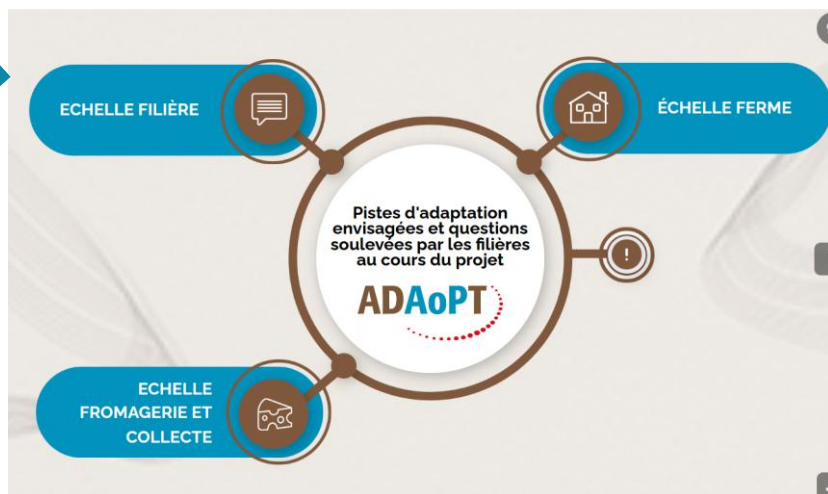 ECHELLE FILIÈRE
ÉCHELLE FERME
Pistes d'adaptation
envisagées et questions
soulevées par les filières
au cours du projet
ADAoPT
!
ECHELLE
FROMAGERIE ET
COLLECTE